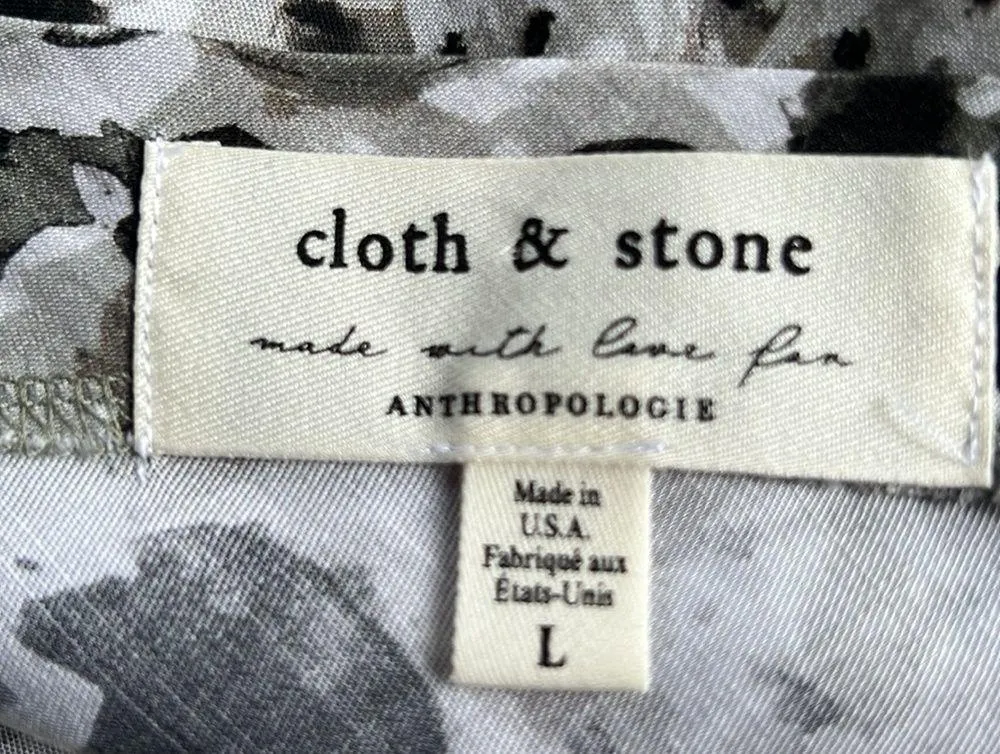 cloth & stone
made with love for
ANTHROPOLOGIE
Made in
U.S.A.
Fabriqué aux
États-Unis
L